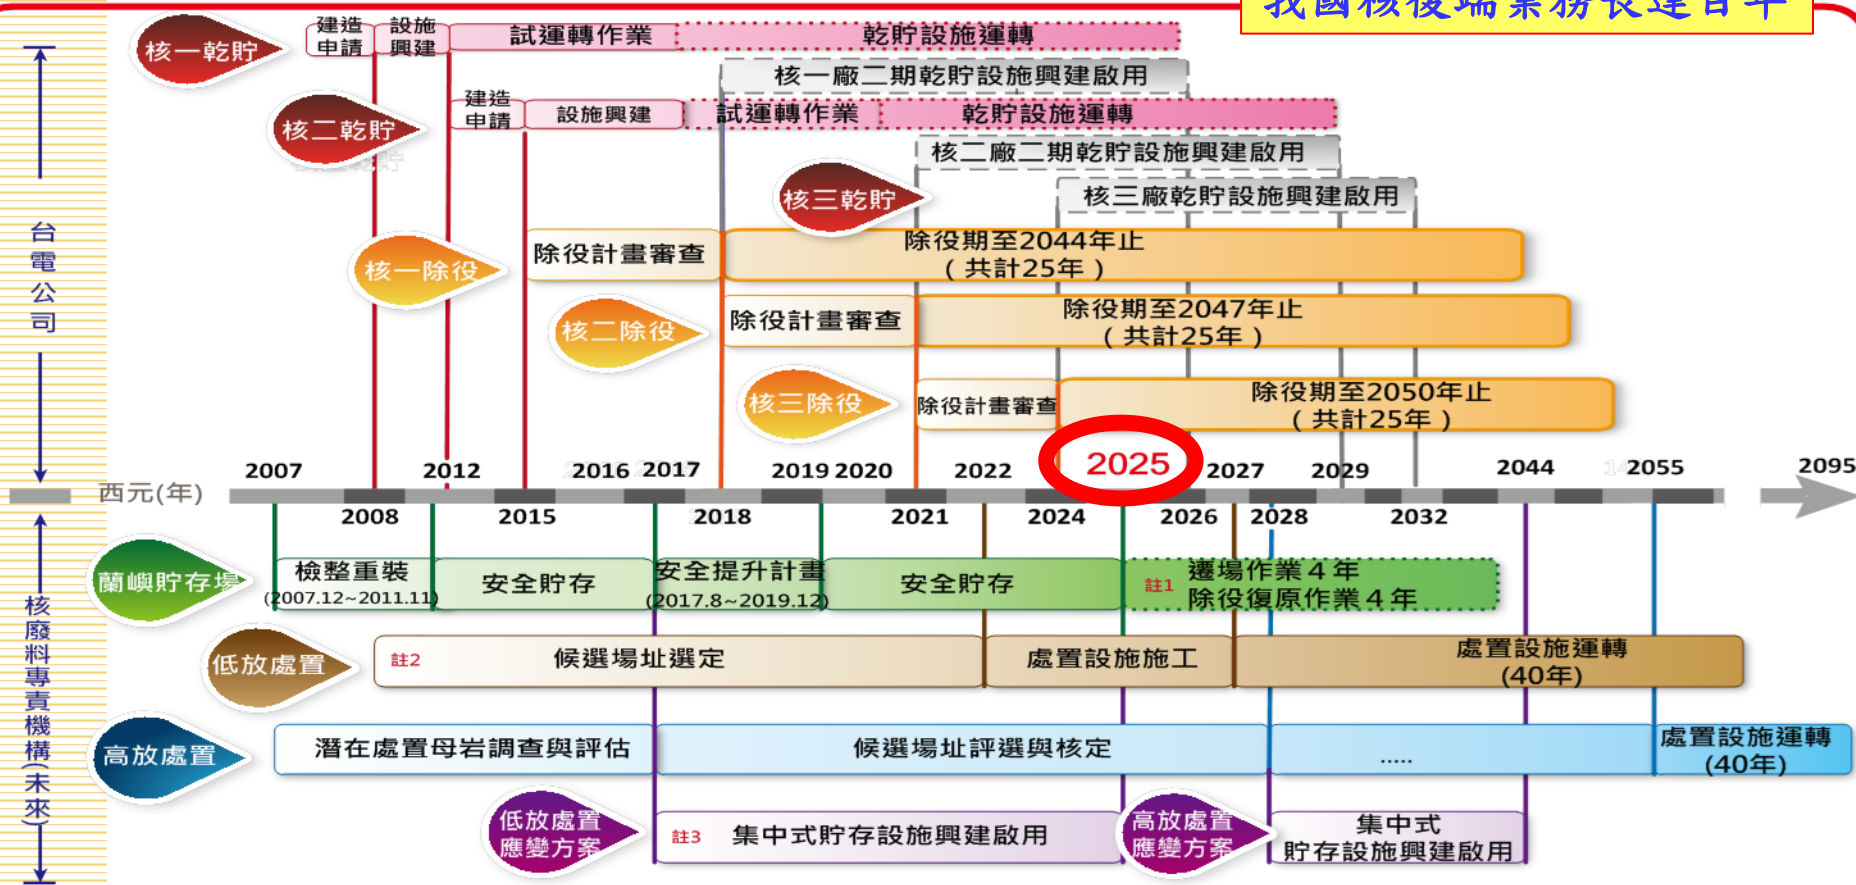 我國核後端業務長達百年
核一乾貯
建造
申請
設施
興建
試運轉作業
乾貯設施運轉
核一廠二期乾貯設施興建啟用
核二乾貯
建造
申請
設施興建
試運轉作業
乾貯設施運轉
核二廠二期乾貯設施興建啟用
核三乾貯
核三廠乾貯設施興建啟用
台電公司
核一除役
除役計畫審查
除役期至2044年止
(共計25年)
核二除役
除役計畫審查
除役期至2047年止
(共計25年)
核三除役
除役計畫審查
除役期至2050年止
(共計25年)
2007
2012
2016
2017
2019
2020
2022
2025
2027
2029
2044
2055
2095
西元(年)
2008
2015
2018
2021
2024
2026
2028
2032
核廢料專責機構(未來)
蘭嶼貯存場
檢整重裝
(2007.12~2011.11)
安全貯存
安全提升計畫
(2017.8~2019.12)
安全貯存
註1
遷場作業4年
除役復原作業4年
低放處置
註2
候選場址選定
處置設施施工
處置設施運轉
(40年)
高放處置
潛在處置母岩調查與評估
候選場址評選與核定
.....
處置設施運轉
(40年)
低放處置
應變方案
註3
集中式貯存設施興建啟用
高放處置
應變方案
集中式
貯存設施興建啟用